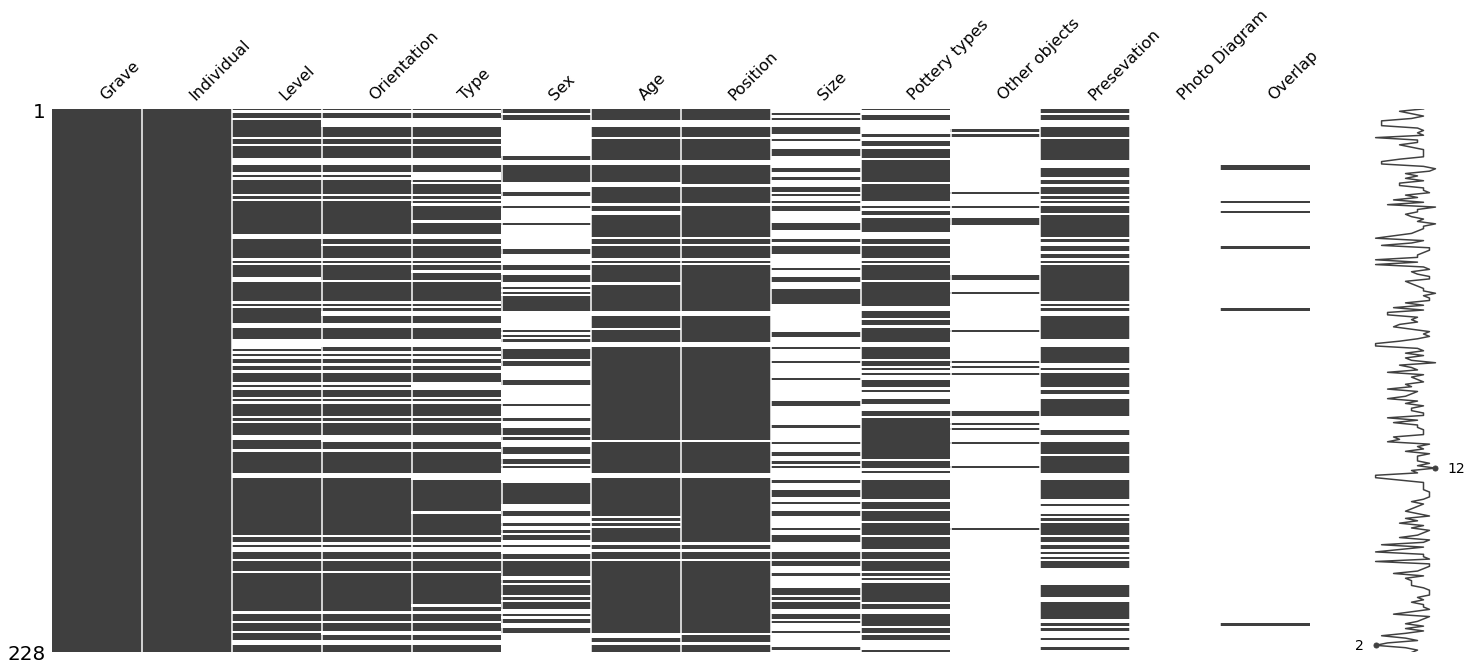 Grave
Individual
Level
Orientation
Type
Sex
Age
Position
Size
Pottery types
Other objects
Presevation
Photo Diagram
Overlap
1
12
2
228